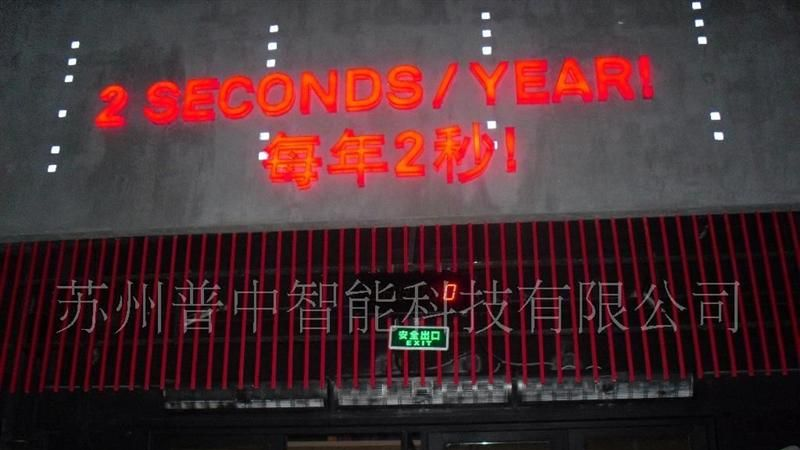 2 SECONDS/YEAR!
每年2秒!
0
苏州普中智能科技有限公司
安全出口
EXIT